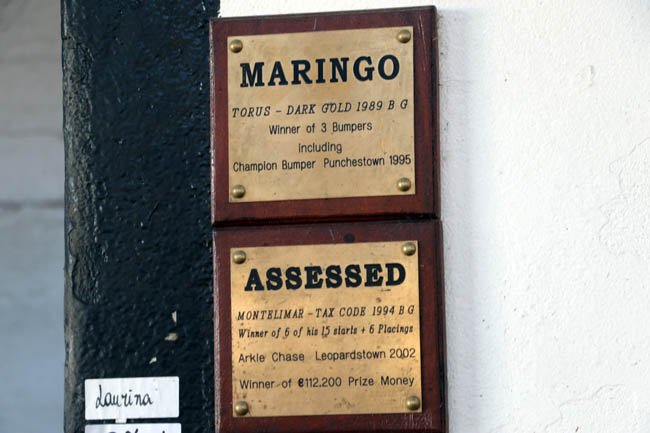 MARINGO
TORUS - DARK GOLD 1989 B G
Winner of 3 Bumpers
including
Champion Bumper Punchestown 1995
ASSESSED
MONTELIMAR - TAX CODE 1994 B G
Winner of 6 of his 15 starts + 6 Placings
Arkle Chase Leopardstown 2002
Winner of €112,200 Prize Money
Laurina